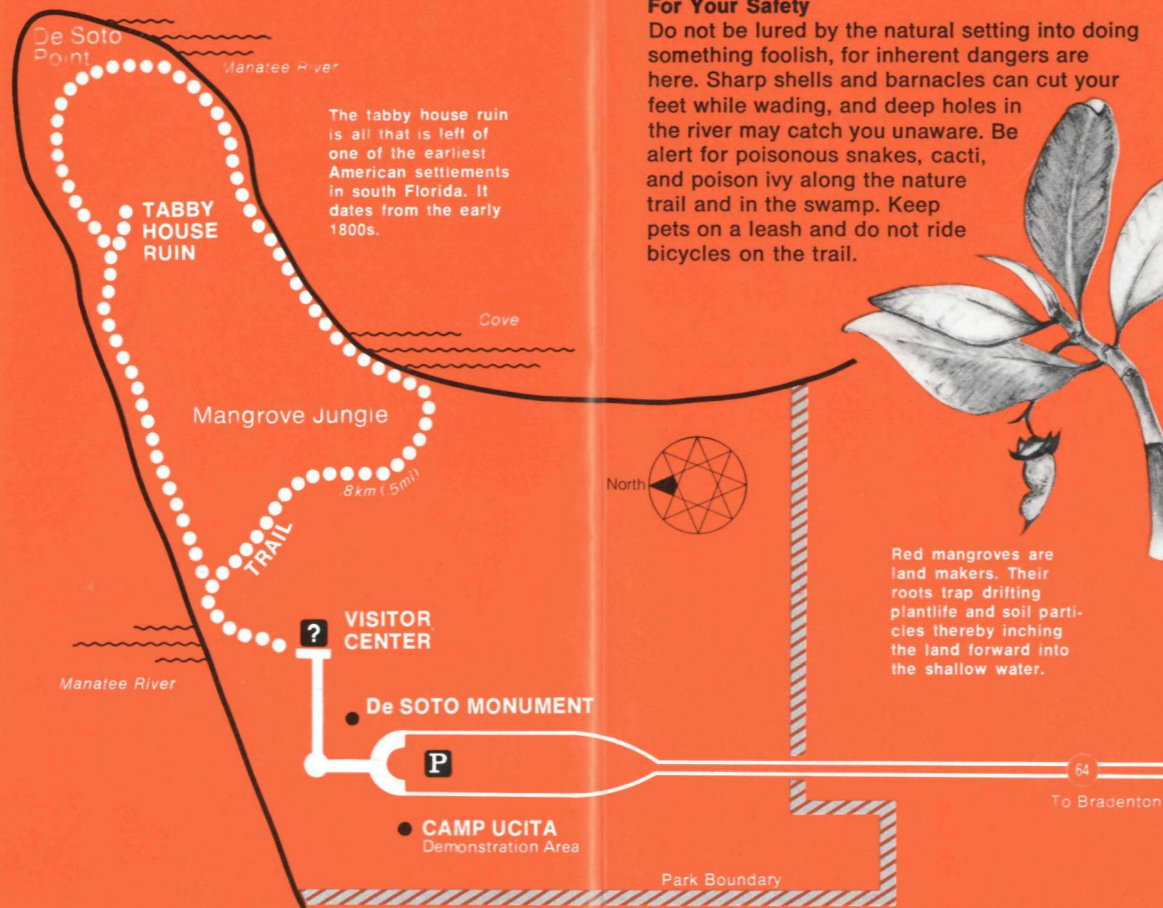 De Soto
Point
Manatee River
The tabby house ruin
is all that is left of
one of the earliest
American settlements
in south Florida. It
dates from the early
1800s.
TABBY
HOUSE
RUIN
For Your Safety
Do not be lured by the natural setting into doing
something foolish, for inherent dangers are
here. Sharp shells and barnacles can cut your
feet while wading, and deep holes in
the river may catch you unaware. Be
alert for poisonous snakes, cacti,
and poison ivy along the nature
trail and in the swamp. Keep
pets on a leash and do not ride
bicycles on the trail.
Cove
Mangrove Jungle
.8km (.5mi)
TRAIL
North
Red mangroves are
land makers. Their
roots trap drifting
plantlife and soil parti-
cles thereby inching
the land forward into
the shallow water.
?
VISITOR
CENTER
Manatee River
De SOTO MONUMENT
P
64
To Bradenton
CAMP UCITA
Demonstration Area
Park Boundary